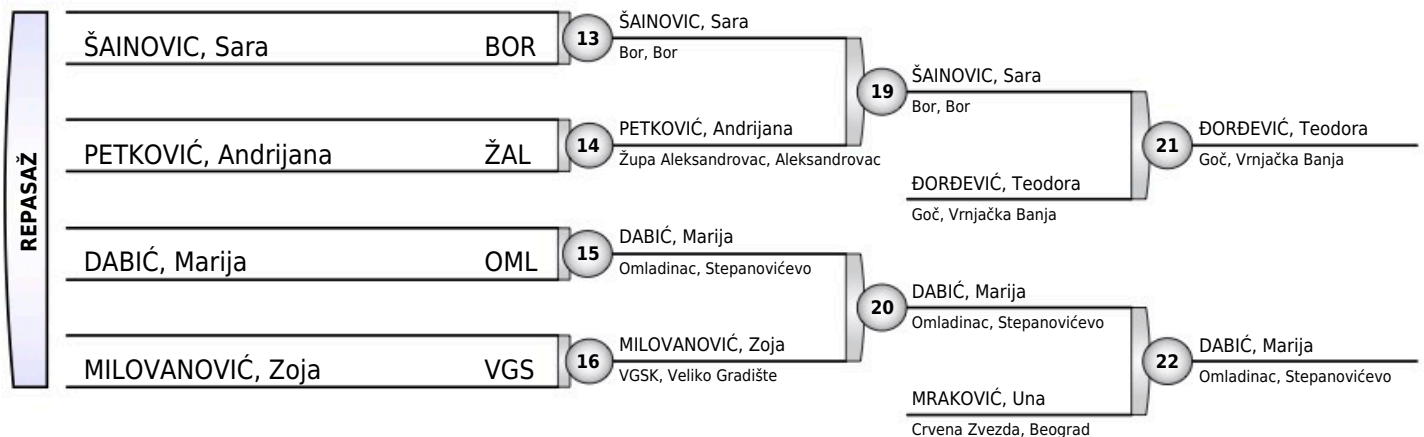 REPASAŽ
ŠAINOVIC, Sara BOR
PETKOVIĆ, Andrijana ŽAL
DABIĆ, Marija OML
MILOVANOVIĆ, Zoja VGS
13
ŠAINOVIC, Sara
Bor, Bor
14
PETKOVIĆ, Andrijana
Župa Aleksandrovac, Aleksandrovac
15
DABIĆ, Marija
Omladinac, Stepanovićevo
16
MILOVANOVIĆ, Zoja
VGSK, Veliko Gradište
19
ŠAINOVIC, Sara
Bor, Bor
ĐORĐEVIĆ, Teodora
Goč, Vrnjačka Banja
20
DABIĆ, Marija
Omladinac, Stepanovićevo
MRAKOVIĆ, Una
Crvena Zvezda, Beograd
21
ĐORĐEVIĆ, Teodora
Goč, Vrnjačka Banja
22
DABIĆ, Marija
Omladinac, Stepanovićevo